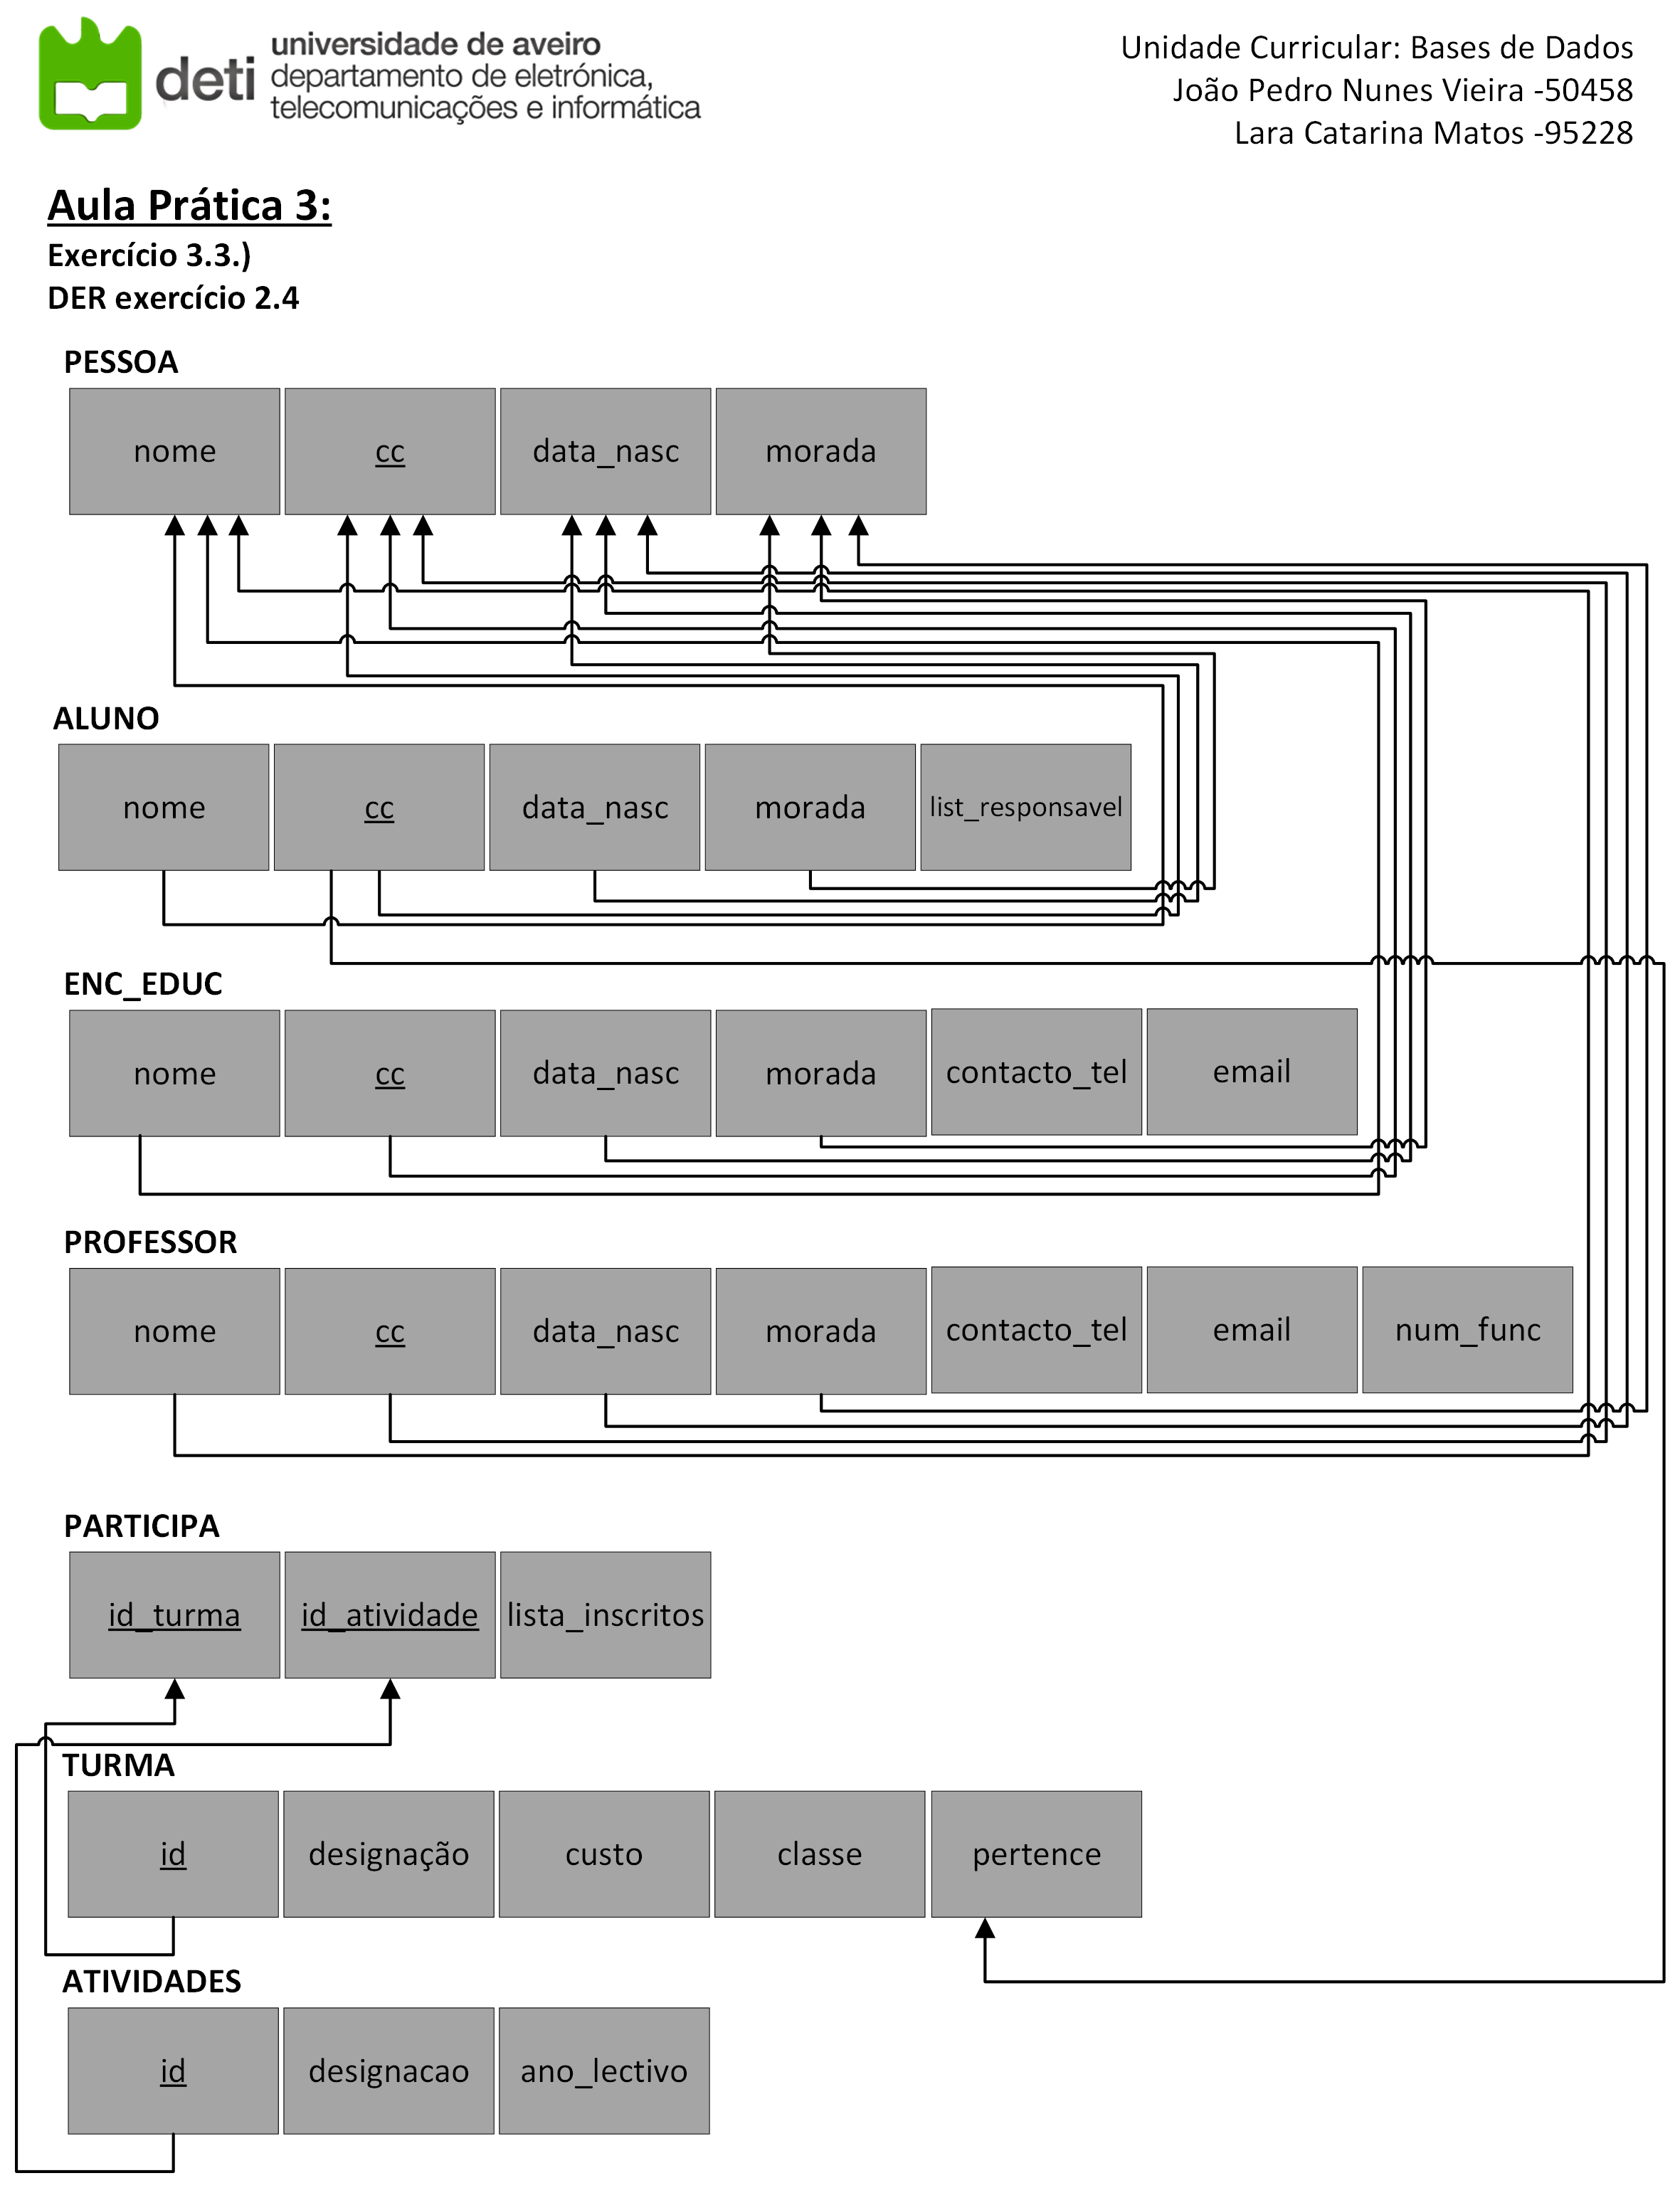 deti
universidade de aveiro
departamento de eletrónica,
telecomunicações e informática
Unidade Curricular: Bases de Dados
João Pedro Nunes Vieira -50458
Lara Catarina Matos -95228
Aula Prática 3:
Exercício 3.3.)
DER exercício 2.4
PESSOA
nome cc data_nasc morada
ALUNO
nome cc data_nasc morada list_responsavel
ENC_EDUC
nome cc data_nasc morada contacto_tel email
PROFESSOR
nome cc data_nasc morada contacto_tel email num_func
PARTICIPA
id_turma id_atividade lista_inscritos
TURMA
id designação custo classe pertence
ATIVIDADES
id designacao ano_lectivo